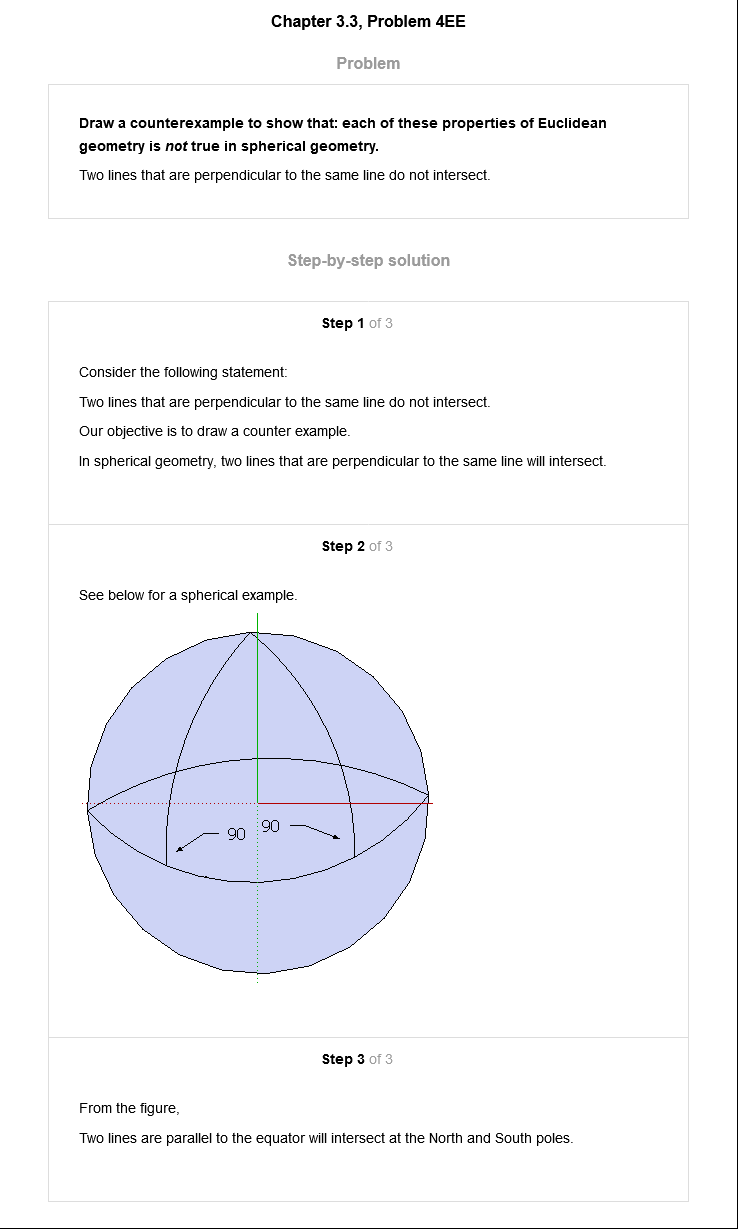 Chapter 3.3, Problem 4EE
Problem
Draw a counterexample to show that: each of these properties of Euclidean
geometry is not true in spherical geometry.
Two lines that are perpendicular to the same line do not intersect.
Step-by-step solution
Step 1 of 3
Consider the following statement:
Two lines that are perpendicular to the same line do not intersect.
Our objective is to draw a counter example.
In spherical geometry, two lines that are perpendicular to the same line will intersect.
Step 2 of 3
See below for a spherical example.
90 90
Step 3 of 3
From the figure,
Two lines are parallel to the equator will intersect at the North and South poles.